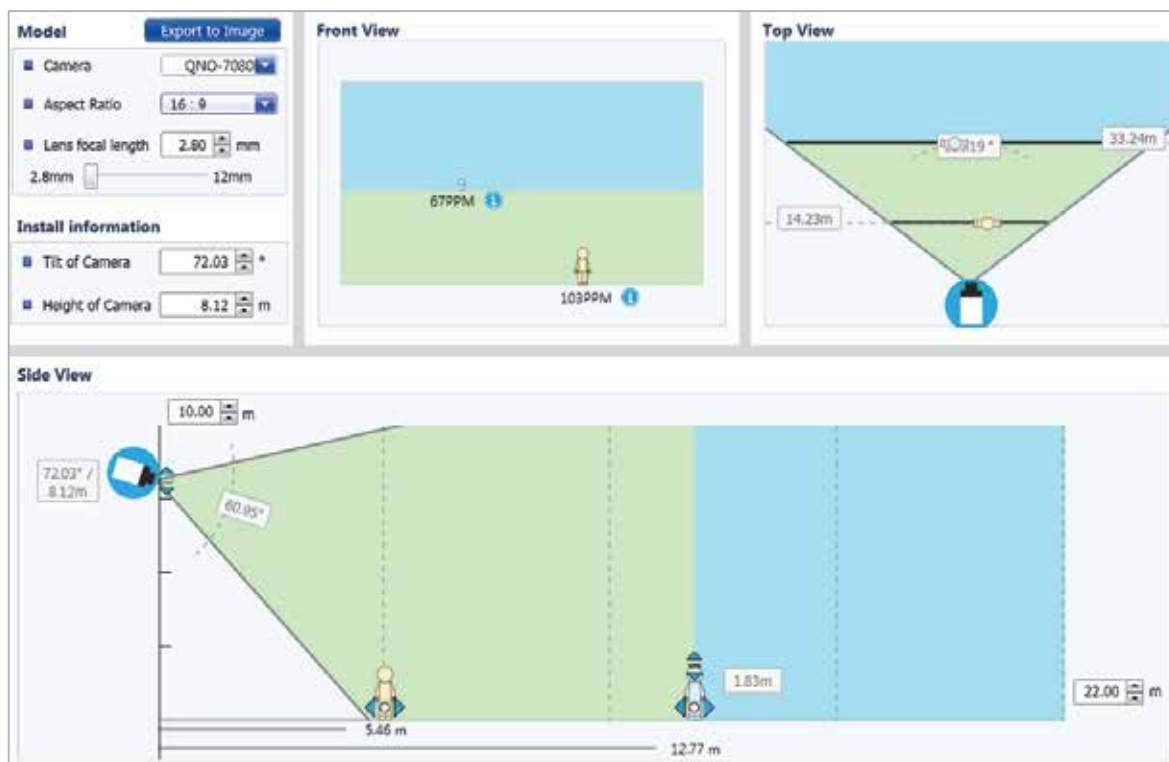 Model
Export to Image
Camera
QNO-7080
Aspect Ratio
16 : 9
Lens focal length
2.80
mm
2.8mm
12mm
Install information
Tilt of Camera
72.03
°
Height of Camera
8.12
m
Front View
67PPM
103PPM
Top View
33.24m
14.23m
Side View
10.00
m
72.03° /
8.12m
60.95°
1.83m
22.00
m
5.46 m
12.77 m